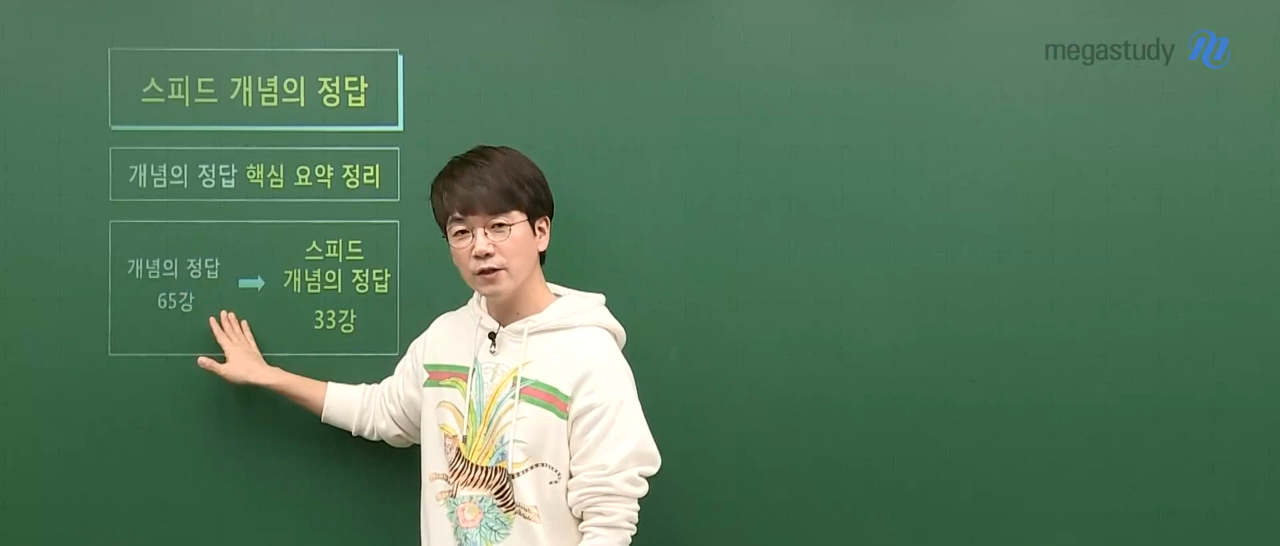 megastudy
스피드 개념의 정답
개념의 정답 핵심 요약 정리
개념의 정답
65강
스피드
개념의 정답
33강